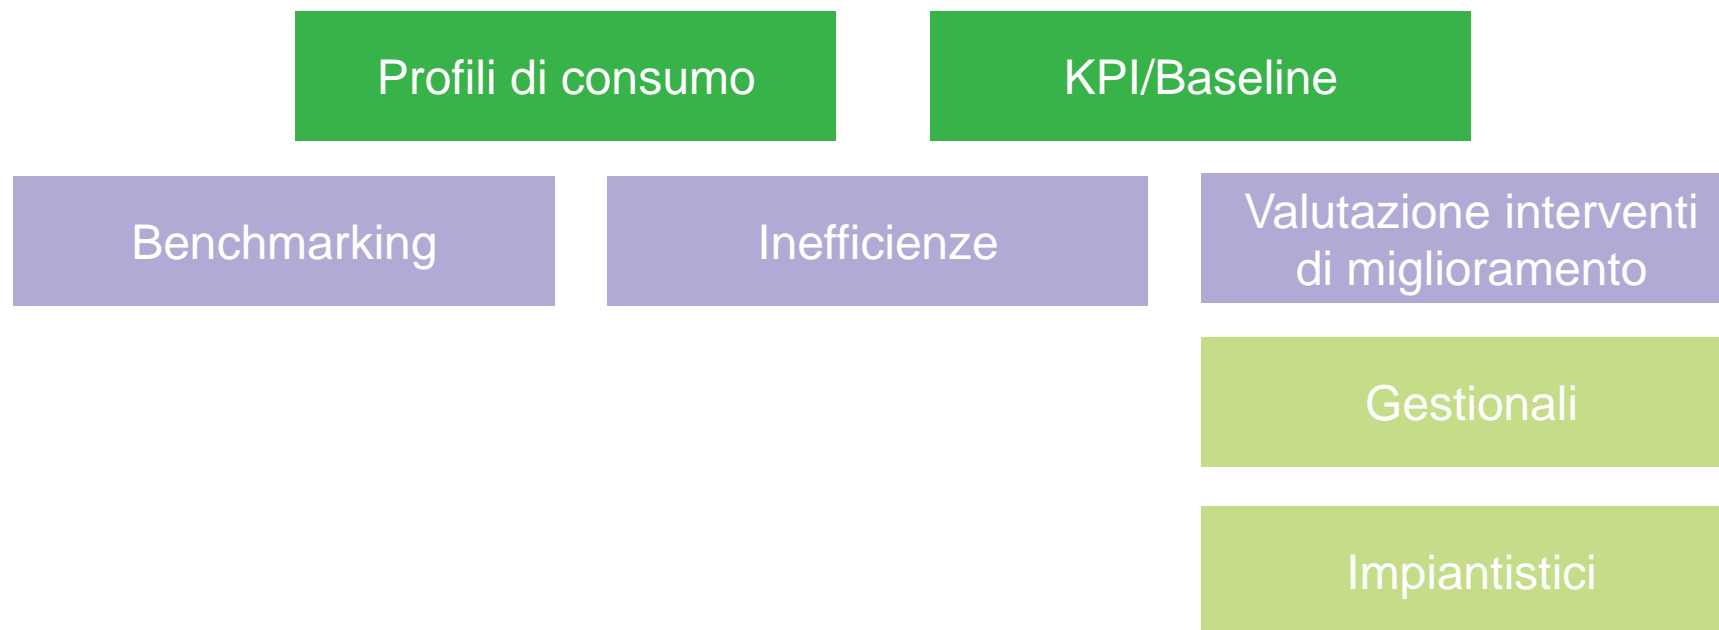 Profili di consumo
KPI/Baseline
Benchmarking
Inefficienze
Valutazione interventi
di miglioramento
Gestionali
Impiantistici